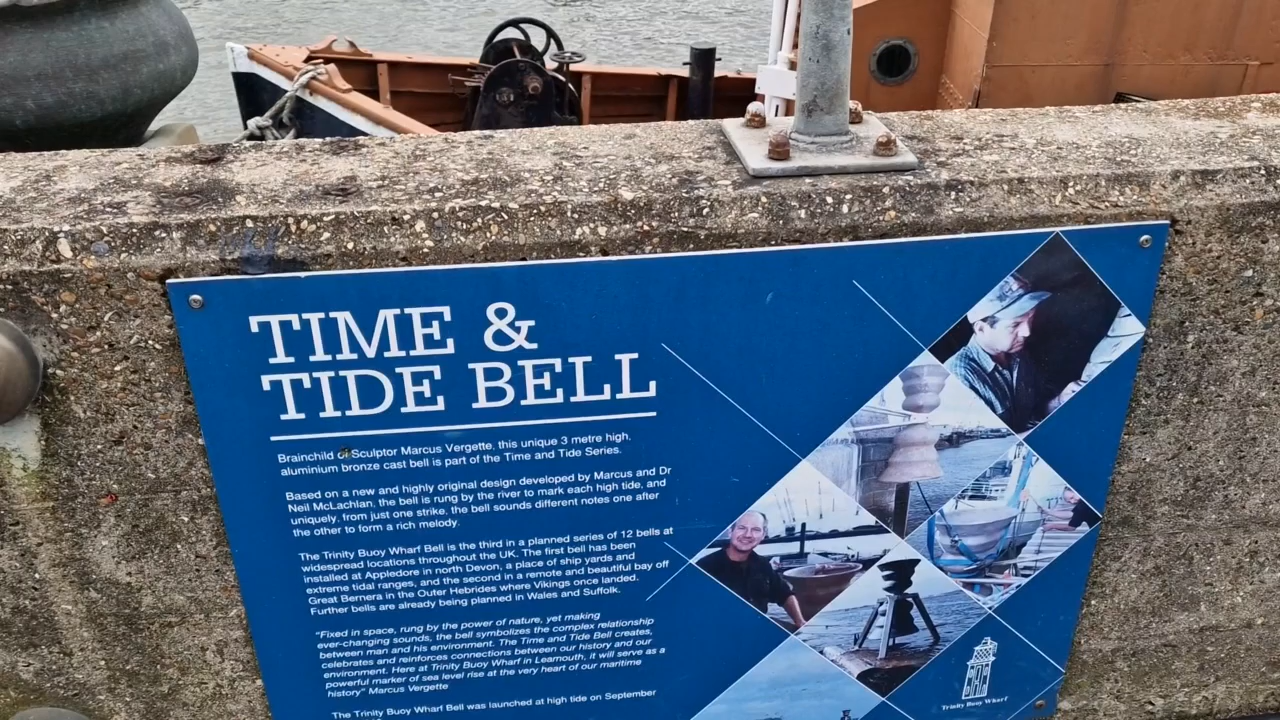 TIME &
TIDE BELL
Brainchild of Sculptor Marcus Vergette, this unique 3 metre high,
aluminium bronze cast bell is part of the Time and Tide Series.
Based on a new and highly original design developed by Marcus and Dr
Neil McLachlan, the bell is rung by the river to mark each high tide, and
uniquely, from just one strike, the bell sounds different notes one after
the other to form a rich melody.
The Trinity Buoy Wharf Bell is the third in a planned series of 12 bells at
widespread locations throughout the UK. The first bell has been
installed at Appledore in north Devon, a place of ship yards and
extreme tidal ranges, and the second in a remote and beautiful bay off
Great Bernera in the Outer Hebrides where Vikings once landed.
Further bells are already being planned in Wales and Suffolk.
"Fixed in space, rung by the power of nature, yet making
ever-changing sounds, the bell symbolizes the complex relationship
between man and his environment. The Time and Tide Bell creates,
celebrates and reinforces connections between our history and our
environment. Here at Trinity Buoy Wharf in Leamouth, it will serve as a
powerful marker of sea level rise at the very heart of our maritime
history" Marcus Vergette
The Trinity Buoy Wharf Bell was launched at high tide on September
Trinity Buoy Wharf